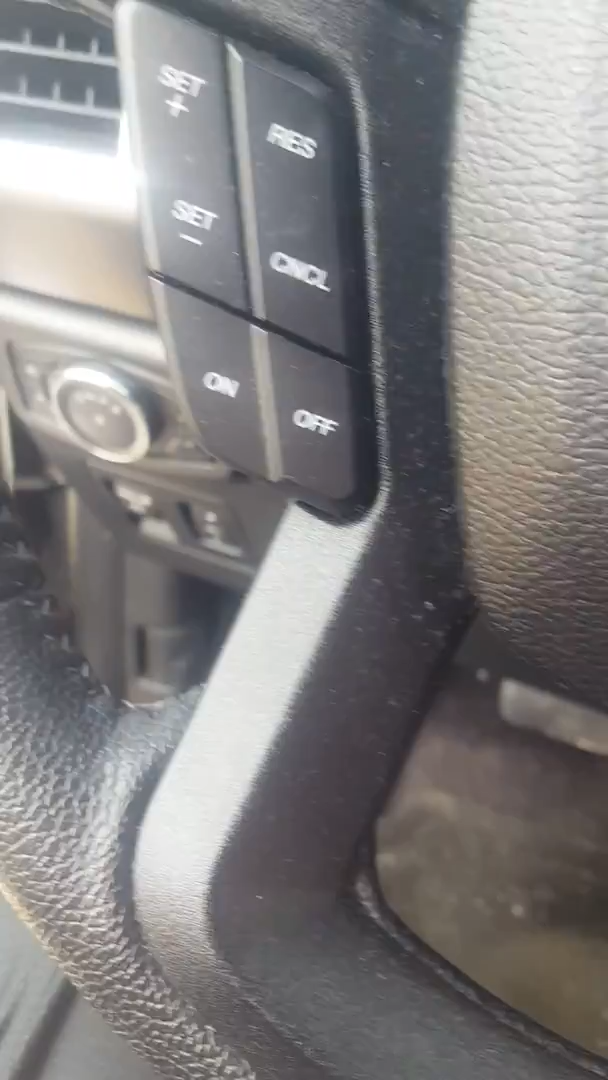 SET
+
RES
SET
–
CNCL
ON
OFF